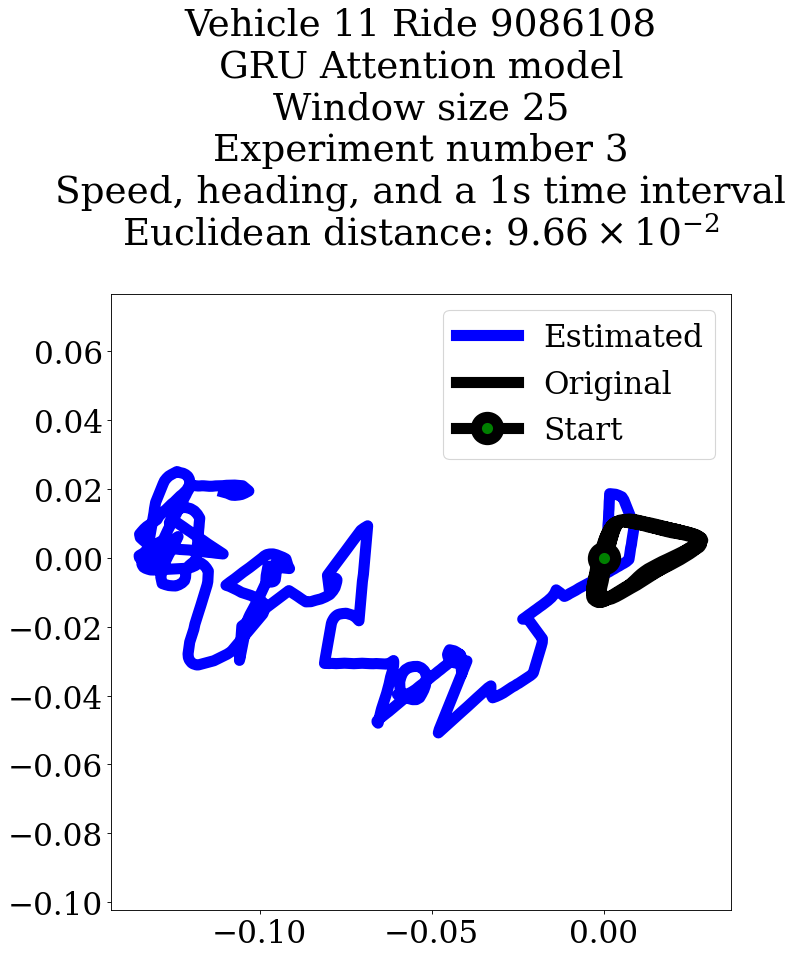 Vehicle 11 Ride 9086108
GRU Attention model
Window size 25
Experiment number 3
Speed, heading, and a 1s time interval
Euclidean distance: 9.66 × 10⁻²
Estimated
Original
Start
0.06
0.04
0.02
0.00
−0.02
−0.04
−0.06
−0.08
−0.10
−0.10
−0.05
0.00